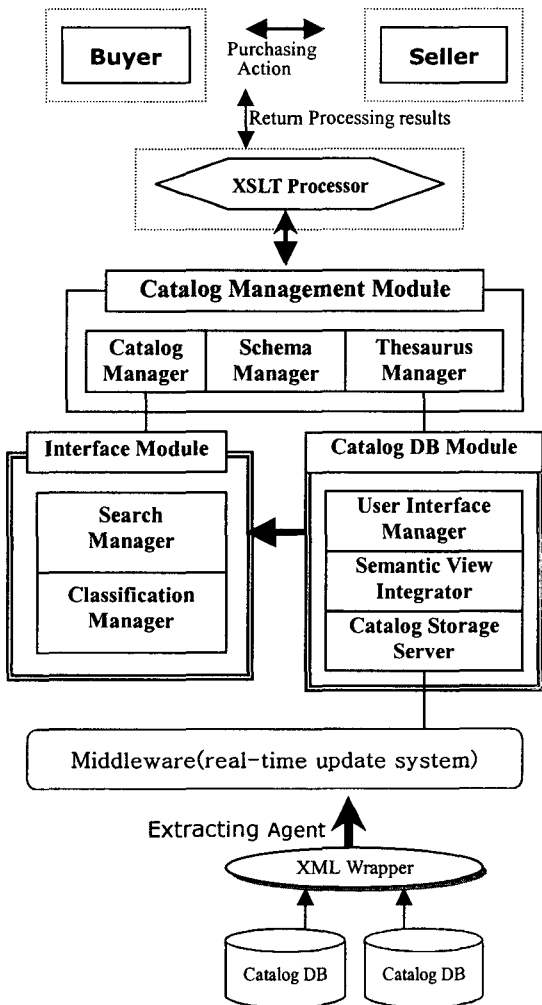 Buyer
Purchasing
Action
Seller
Return Processing results
XSLT Processor
Catalog Management Module
Catalog
Manager
Schema
Manager
Thesaurus
Manager
Interface Module
Catalog DB Module
Search
Manager
Classification
Manager
User Interface
Manager
Semantic View
Integrator
Catalog Storage
Server
Middleware(real-time update system)
Extracting Agent
XML Wrapper
Catalog DB
Catalog DB